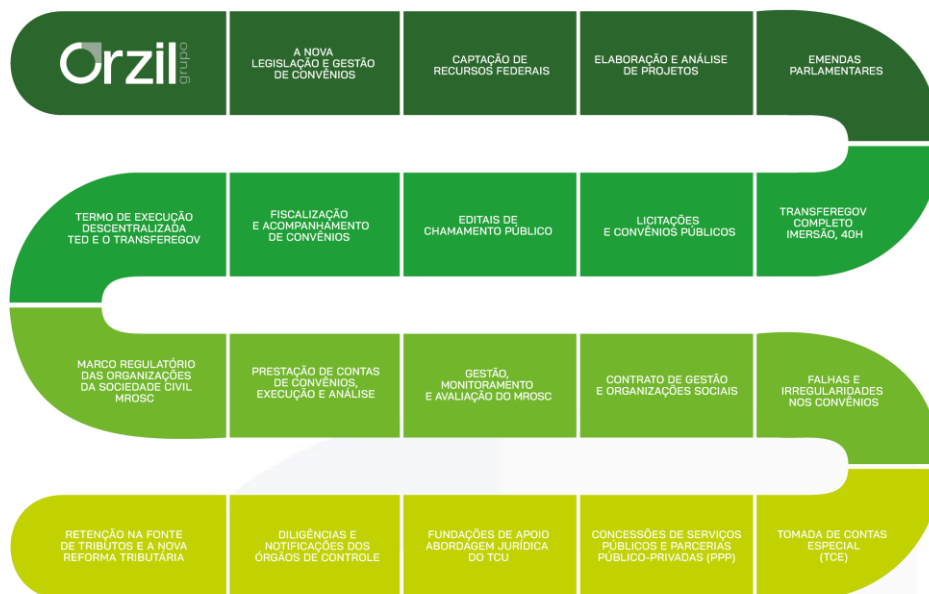 Orzil
grupo
A NOVA
LEGISLAÇÃO E GESTÃO
DE CONVÊNIOS
CAPTAÇÃO DE
RECURSOS FEDERAIS
ELABORAÇÃO E ANÁLISE
DE PROJETOS
EMENDAS
PARLAMENTARES
TERMO DE EXECUÇÃO
DESCENTRALIZADA
TED E O TRANSFEREGOV
FISCALIZAÇÃO
E ACOMPANHAMENTO
DE CONVÊNIOS
EDITAIS DE
CHAMAMENTO PÚBLICO
LICITAÇÕES
E CONVÊNIOS PÚBLICOS
TRANSFEREGOV
COMPLETO
IMERSÃO, 40H
MARCO REGULATÓRIO
DAS ORGANIZAÇÕES
DA SOCIEDADE CIVIL
MROSC
PRESTAÇÃO DE CONTAS
DE CONVÊNIOS,
EXECUÇÃO E ANÁLISE
GESTÃO,
MONITORAMENTO
E AVALIAÇÃO DO MROSC
CONTRATO DE GESTÃO
E ORGANIZAÇÕES SOCIAIS
FALHAS E
IRREGULARIDADES
NOS CONVÊNIOS
RETENÇÃO NA FONTE
DE TRIBUTOS E A NOVA
REFORMA TRIBUTÁRIA
DILIGÊNCIAS E
NOTIFICAÇÕES DOS
ÓRGÃOS DE CONTROLE
FUNDAÇÕES DE APOIO
ABORDAGEM JURÍDICA
DO TCU
CONCESSÕES DE SERVIÇOS
PÚBLICOS E PARCERIAS
PÚBLICO-PRIVADAS (PPP)
TOMADA DE CONTAS
ESPECIAL
(TCE)